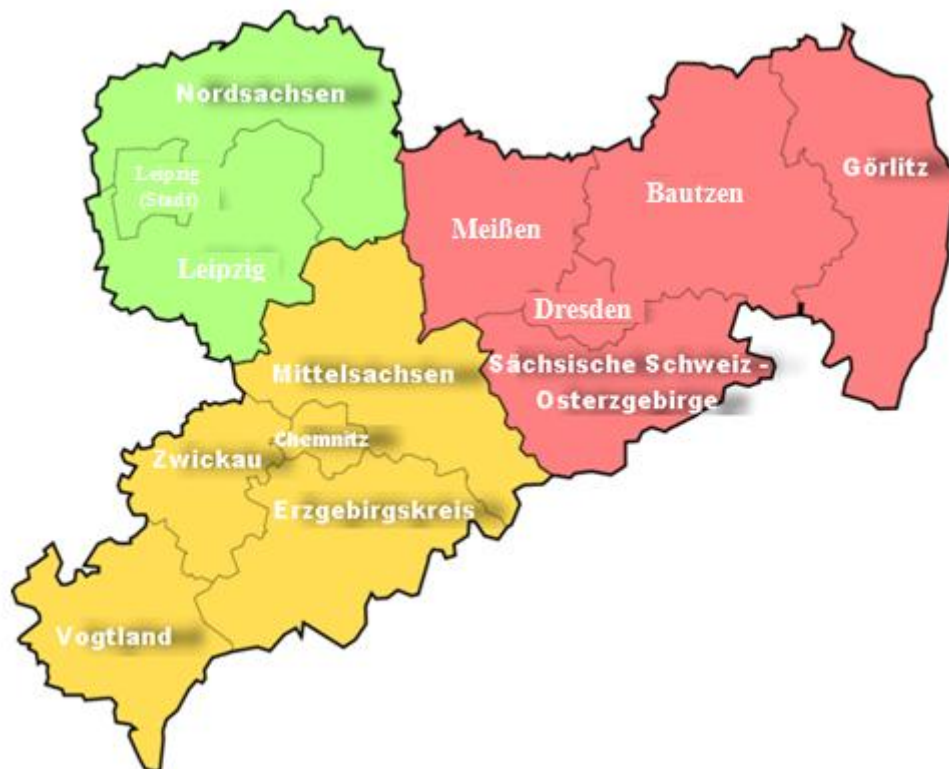 Nordsachsen
Leipzig
(Stadt)
Görlitz
Bautzen
Meißen
Leipzig
Dresden
Sächsische Schweiz -
Osterzgebirge
Mittelsachsen
Chemnitz
Zwickau
Erzgebirgskreis
Vogtland